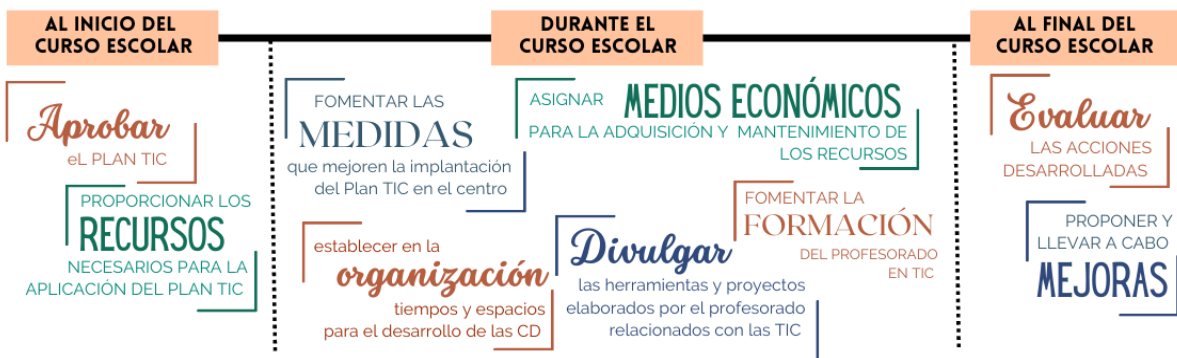 AL INICIO DEL
CURSO ESCOLAR
Aprobar
eL PLAN TIC
PROPORCIONAR LOS
RECURSOS
NECESARIOS PARA LA
APLICACIÓN DEL PLAN TIC
DURANTE EL
CURSO ESCOLAR
FOMENTAR LAS
MEDIDAS
que mejoren la implantación
del Plan TIC en el centro
ASIGNAR MEDIOS ECONÓMICOS
PARA LA ADQUISICIÓN Y MANTENIMIENTO DE
LOS RECURSOS
establecer en la
organización
tiempos y espacios
para el desarrollo de las CD
Divulgar
las herramientas y proyectos
elaborados por el profesorado
relacionados con las TIC
FOMENTAR LA
FORMACIÓN
DEL PROFESORADO
EN TIC
AL FINAL DEL
CURSO ESCOLAR
Evaluar
LAS ACCIONES
DESARROLLADAS
PROPONER Y
LLEVAR A CABO
MEJORAS